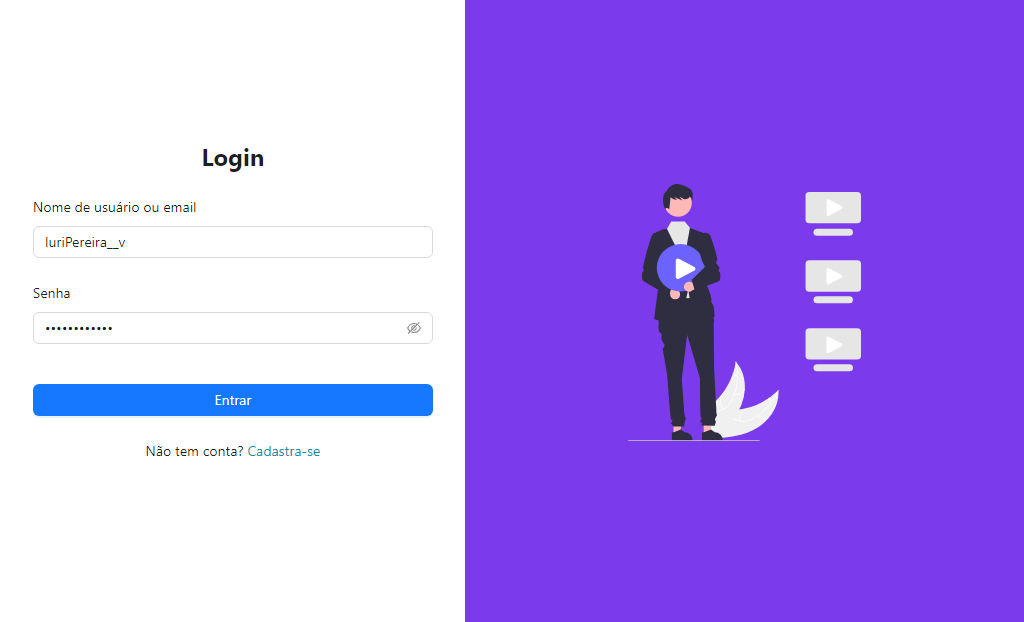 Login
Nome de usuário ou email
IuriPereira__v
Senha
••••••••••••
Entrar
Não tem conta? Cadastra-se